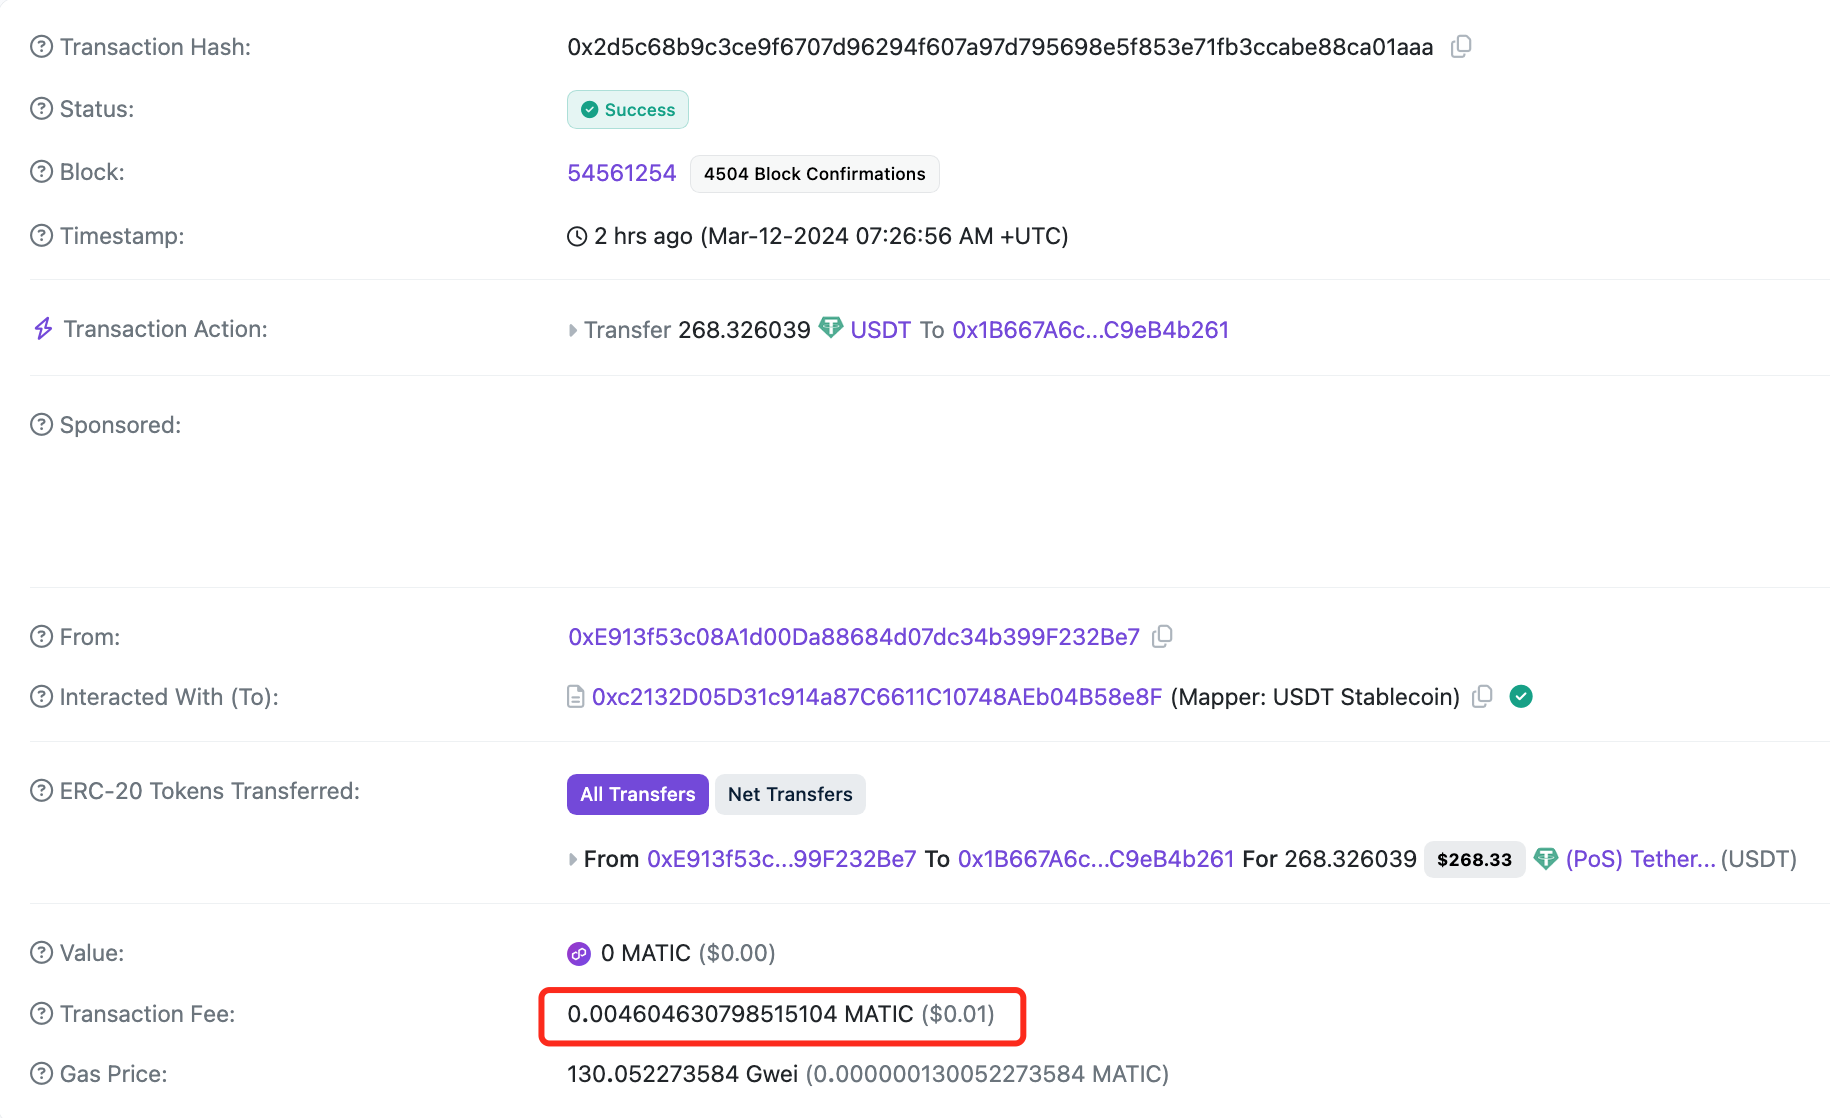 Transaction Hash: 0x2d5c68b9c3ce9f6707d96294f607a97d795698e5f853e71fb3ccabe88ca01aaa
Status: Success
Block: 54561254 4504 Block Confirmations
Timestamp: 2 hrs ago (Mar-12-2024 07:26:56 AM +UTC)
Transaction Action: Transfer 268.326039 USDT To 0x1B667A6c...C9eB4b261
Sponsored:
From: 0xE913f53c08A1d00Da88684d07dc34b399F232Be7
Interacted With (To): 0xc2132D05D31c914a87C6611C10748AEb04B58e8F (Mapper: USDT Stablecoin)
ERC-20 Tokens Transferred: All Transfers Net Transfers
From 0xE913f53c...99F232Be7 To 0x1B667A6c...C9eB4b261 For 268.326039 $268.33 (PoS) Tether... (USDT)
Value: 0 MATIC ($0.00)
Transaction Fee: 0.004604630798515104 MATIC ($0.01)
Gas Price: 130.052273584 Gwei (0.000000130052273584 MATIC)